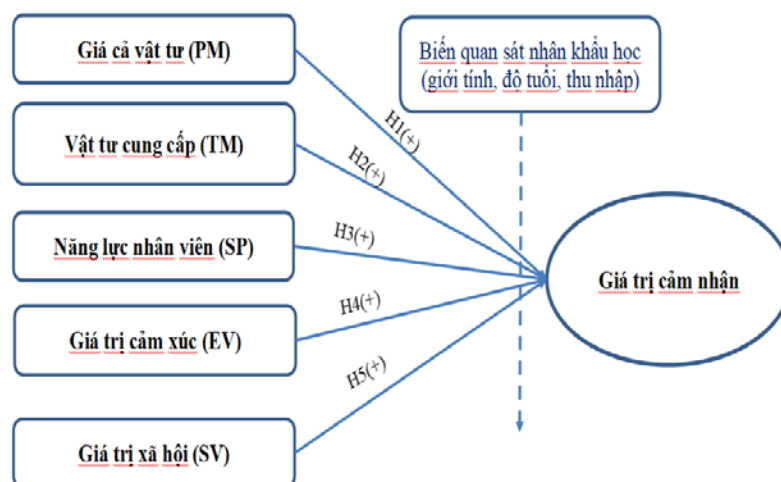 Giá cả vật tư (PM)
Biến quan sát nhân khẩu học
(giới tính, độ tuổi, thu nhập)
H1(+)
Vật tư cung cấp (TM)
H2(+)
Năng lực nhân viên (SP)
H3(+)
Giá trị cảm nhận
Giá trị cảm xúc (EV)
H4(+)
H5(+)
Giá trị xã hội (SV)